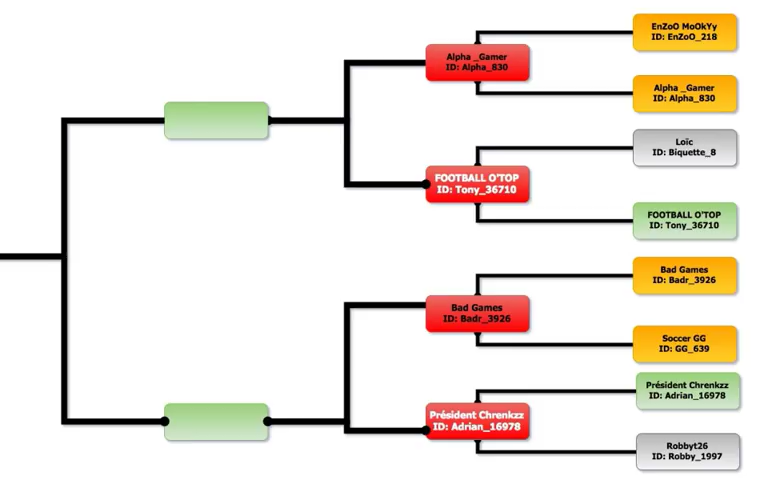 EnZoO MoOkYy
ID: EnZoO_218
Alpha _Gamer
ID: Alpha_830
Alpha _Gamer
ID: Alpha_830
Loïc
ID: Biquette_8
FOOTBALL O'TOP
ID: Tony_36710
FOOTBALL O'TOP
ID: Tony_36710
Bad Games
ID: Badr_3926
Bad Games
ID: Badr_3926
Soccer GG
ID: GG_639
Président Chrenkzz
ID: Adrian_16978
Président Chrenkzz
ID: Adrian_16978
Robbyt26
ID: Robby_1997